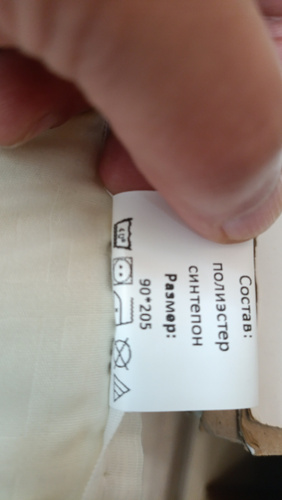 Состав:
полиэстер
синтепон
Размер:
90*205
40°